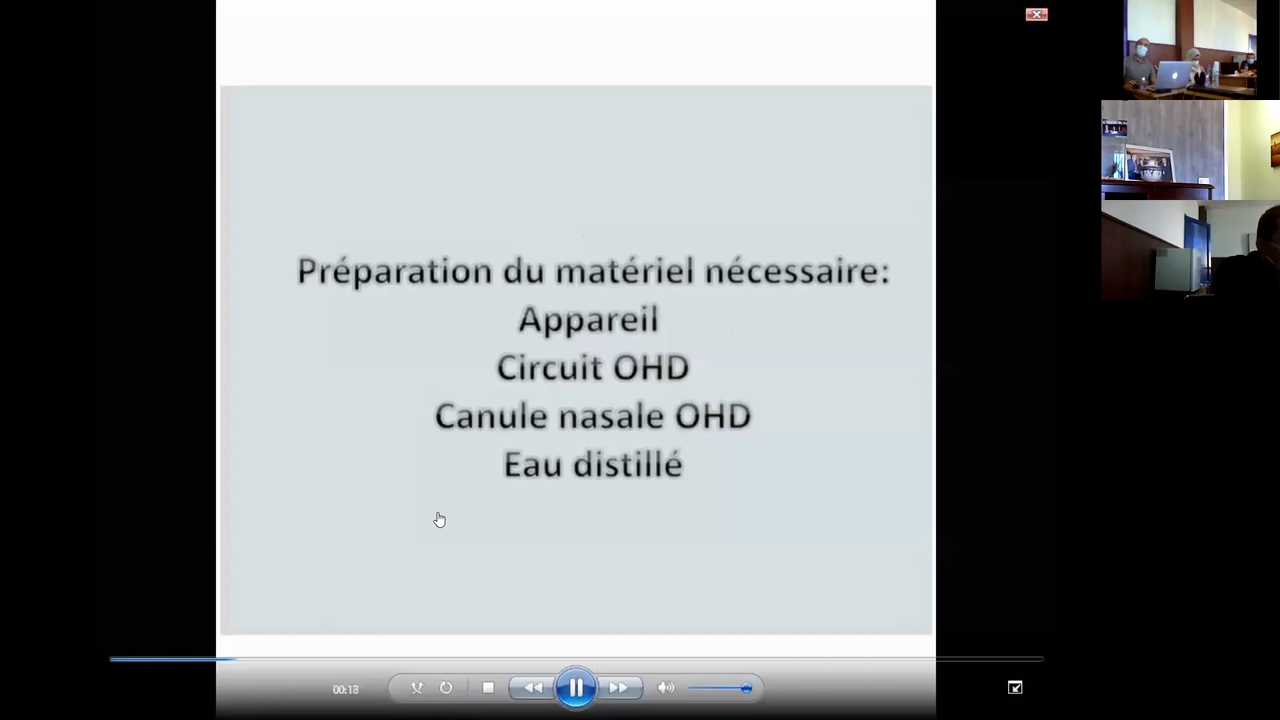 Préparation du matériel nécessaire:
Appareil
Circuit OHD
Canule nasale OHD
Eau distillé
00:18